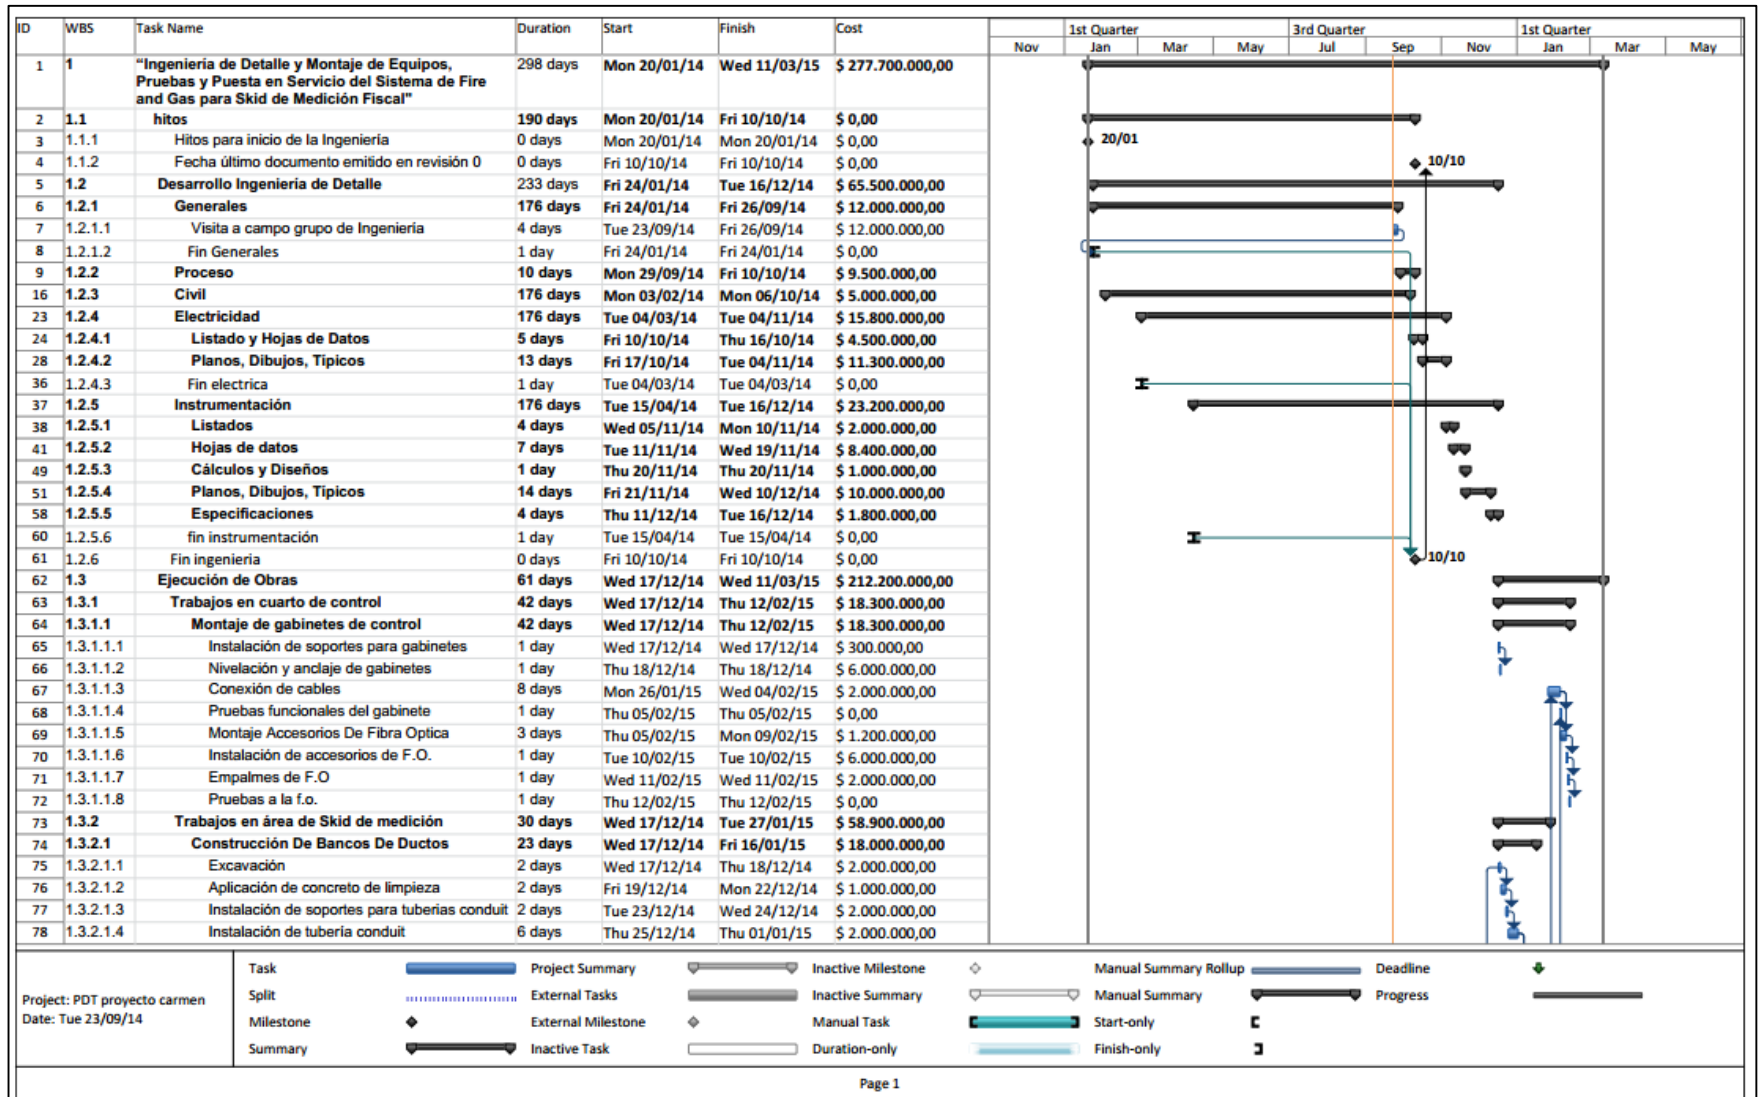 ID WBS Task Name Duration Start Finish Cost
1st Quarter 3rd Quarter 1st Quarter
Nov Jan Mar May Jul Sep Nov Jan Mar May
1 1 “Ingeniería de Detalle y Montaje de Equipos, 298 days Mon 20/01/14 Wed 11/03/15 $ 277.700.000,00
Pruebas y Puesta en Servicio del Sistema de Fire
and Gas para Skid de Medición Fiscal"
2 1.1 hitos 190 days Mon 20/01/14 Fri 10/10/14 $ 0,00
3 1.1.1 Hitos para inicio de la Ingeniería 0 days Mon 20/01/14 Mon 20/01/14 $ 0,00 20/01
4 1.1.2 Fecha último documento emitido en revisión 0 0 days Fri 10/10/14 Fri 10/10/14 $ 0,00 10/10
5 1.2 Desarrollo Ingeniería de Detalle 233 days Fri 24/01/14 Tue 16/12/14 $ 65.500.000,00
6 1.2.1 Generales 176 days Fri 24/01/14 Fri 26/09/14 $ 12.000.000,00
7 1.2.1.1 Visita a campo grupo de Ingeniería 4 days Tue 23/09/14 Fri 26/09/14 $ 12.000.000,00
8 1.2.1.2 Fin Generales 1 day Fri 24/01/14 Fri 24/01/14 $ 0,00
9 1.2.2 Proceso 10 days Mon 29/09/14 Fri 10/10/14 $ 9.500.000,00
16 1.2.3 Civil 176 days Mon 03/02/14 Mon 06/10/14 $ 5.000.000,00
23 1.2.4 Electricidad 176 days Tue 04/03/14 Tue 04/11/14 $ 15.800.000,00
24 1.2.4.1 Listado y Hojas de Datos 5 days Fri 10/10/14 Thu 16/10/14 $ 4.500.000,00
28 1.2.4.2 Planos, Dibujos, Típicos 13 days Fri 17/10/14 Tue 04/11/14 $ 11.300.000,00
36 1.2.4.3 Fin electrica 1 day Tue 04/03/14 Tue 04/03/14 $ 0,00
37 1.2.5 Instrumentación 176 days Tue 15/04/14 Tue 16/12/14 $ 23.200.000,00
38 1.2.5.1 Listados 4 days Wed 05/11/14 Mon 10/11/14 $ 2.000.000,00
41 1.2.5.2 Hojas de datos 7 days Tue 11/11/14 Wed 19/11/14 $ 8.400.000,00
49 1.2.5.3 Cálculos y Diseños 1 day Thu 20/11/14 Thu 20/11/14 $ 1.000.000,00
51 1.2.5.4 Planos, Dibujos, Típicos 14 days Fri 21/11/14 Wed 10/12/14 $ 10.000.000,00
58 1.2.5.5 Especificaciones 4 days Thu 11/12/14 Tue 16/12/14 $ 1.800.000,00
60 1.2.5.6 fin instrumentación 1 day Tue 15/04/14 Tue 15/04/14 $ 0,00
61 1.2.6 Fin ingenieria 0 days Fri 10/10/14 Fri 10/10/14 $ 0,00 10/10
62 1.3 Ejecución de Obras 61 days Wed 17/12/14 Wed 11/03/15 $ 212.200.000,00
63 1.3.1 Trabajos en cuarto de control 42 days Wed 17/12/14 Thu 12/02/15 $ 18.300.000,00
64 1.3.1.1 Montaje de gabinetes de control 42 days Wed 17/12/14 Thu 12/02/15 $ 18.300.000,00
65 1.3.1.1.1 Instalación de soportes para gabinetes 1 day Wed 17/12/14 Wed 17/12/14 $ 300.000,00
66 1.3.1.1.2 Nivelación y anclaje de gabinetes 1 day Thu 18/12/14 Thu 18/12/14 $ 6.000.000,00
67 1.3.1.1.3 Conexión de cables 8 days Mon 26/01/15 Wed 04/02/15 $ 2.000.000,00
68 1.3.1.1.4 Pruebas funcionales del gabinete 1 day Thu 05/02/15 Thu 05/02/15 $ 0,00
69 1.3.1.1.5 Montaje Accesorios De Fibra Optica 3 days Thu 05/02/15 Mon 09/02/15 $ 1.200.000,00
70 1.3.1.1.6 Instalación de accesorios de F.O. 1 day Tue 10/02/15 Tue 10/02/15 $ 6.000.000,00
71 1.3.1.1.7 Empalmes de F.O 1 day Wed 11/02/15 Wed 11/02/15 $ 2.000.000,00
72 1.3.1.1.8 Pruebas a la f.o. 1 day Thu 12/02/15 Thu 12/02/15 $ 0,00
73 1.3.2 Trabajos en área de Skid de medición 30 days Wed 17/12/14 Tue 27/01/15 $ 58.900.000,00
74 1.3.2.1 Construcción De Bancos De Ductos 23 days Wed 17/12/14 Fri 16/01/15 $ 18.000.000,00
75 1.3.2.1.1 Excavación 2 days Wed 17/12/14 Thu 18/12/14 $ 2.000.000,00
76 1.3.2.1.2 Aplicación de concreto de limpieza 2 days Fri 19/12/14 Mon 22/12/14 $ 1.000.000,00
77 1.3.2.1.3 Instalación de soportes para tuberias conduit 2 days Tue 23/12/14 Wed 24/12/14 $ 2.000.000,00
78 1.3.2.1.4 Instalación de tubería conduit 6 days Thu 25/12/14 Thu 01/01/15 $ 2.000.000,00
Project: PDT proyecto carmen
Date: Tue 23/09/14
Task Project Summary Inactive Milestone Manual Summary Rollup Deadline
Split External Tasks Inactive Summary Manual Summary Progress
Milestone External Milestone Manual Task Start-only
Summary Inactive Task Duration-only Finish-only
Page 1